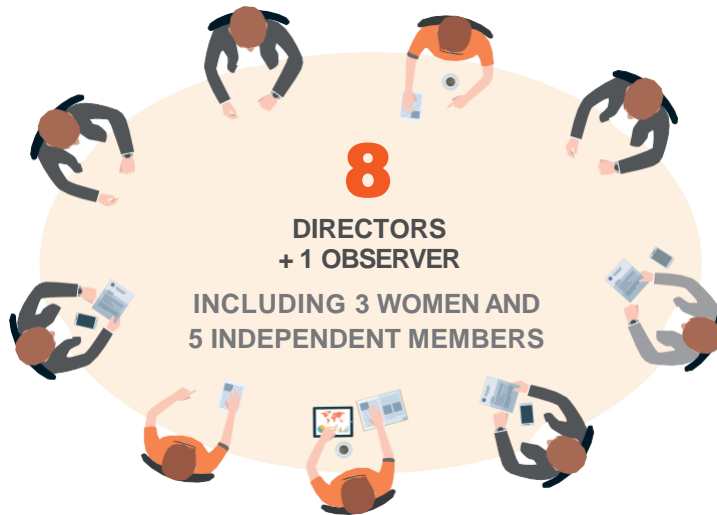 8
DIRECTORS
+ 1 OBSERVER
INCLUDING 3 WOMEN AND
5 INDEPENDENT MEMBERS